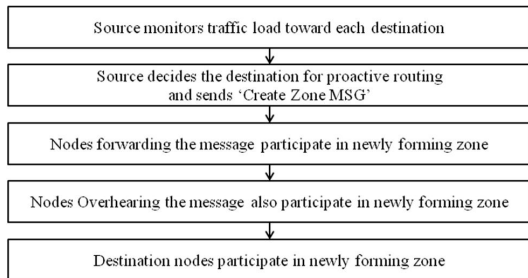 Source monitors traffic load toward each destination
Source decides the destination for proactive routing
and sends ‘Create Zone MSG’
Nodes forwarding the message participate in newly forming zone
Nodes Overhearing the message also participate in newly forming zone
Destination nodes participate in newly forming zone